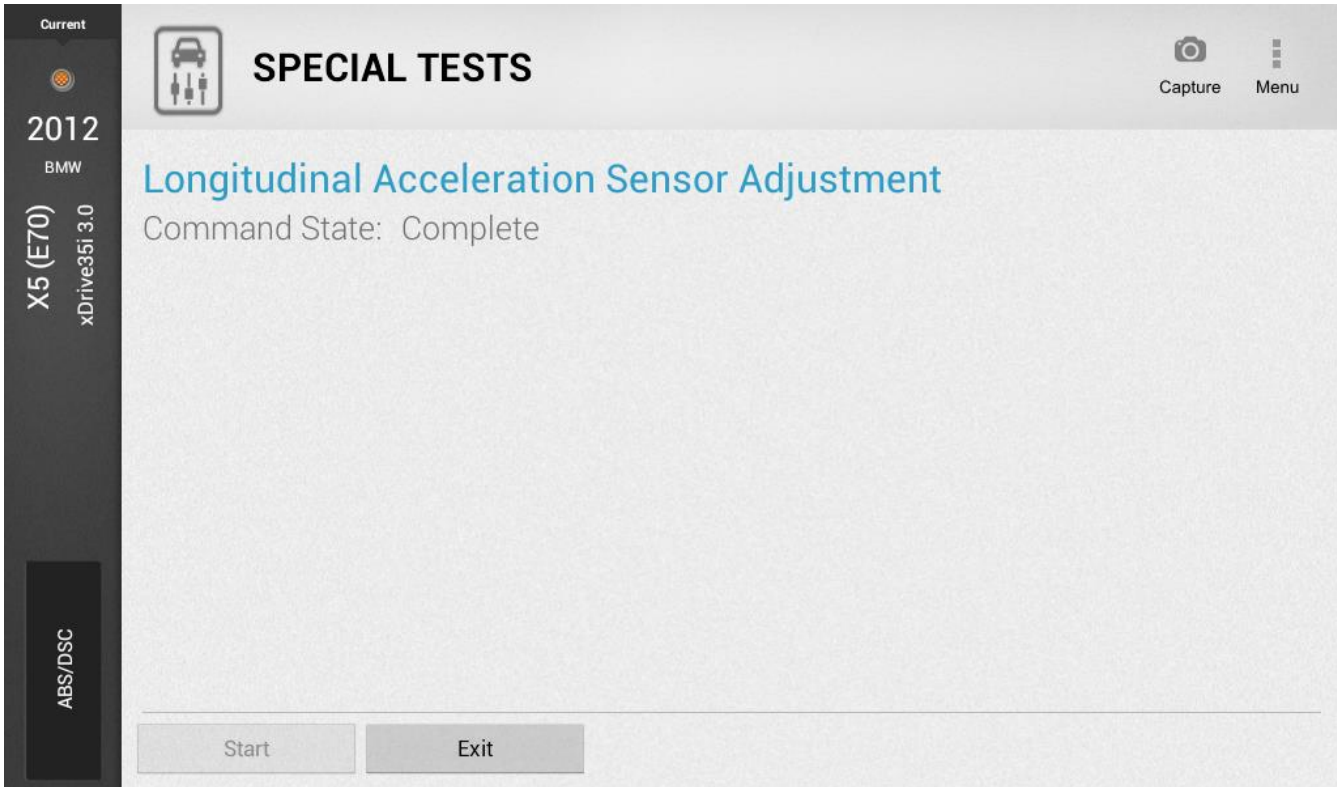 Current
2012
BMW
X5 (E70)
xDrive35i 3.0
ABS/DSC
SPECIAL TESTS
Capture
Menu
Longitudinal Acceleration Sensor Adjustment
Command State: Complete
Start
Exit